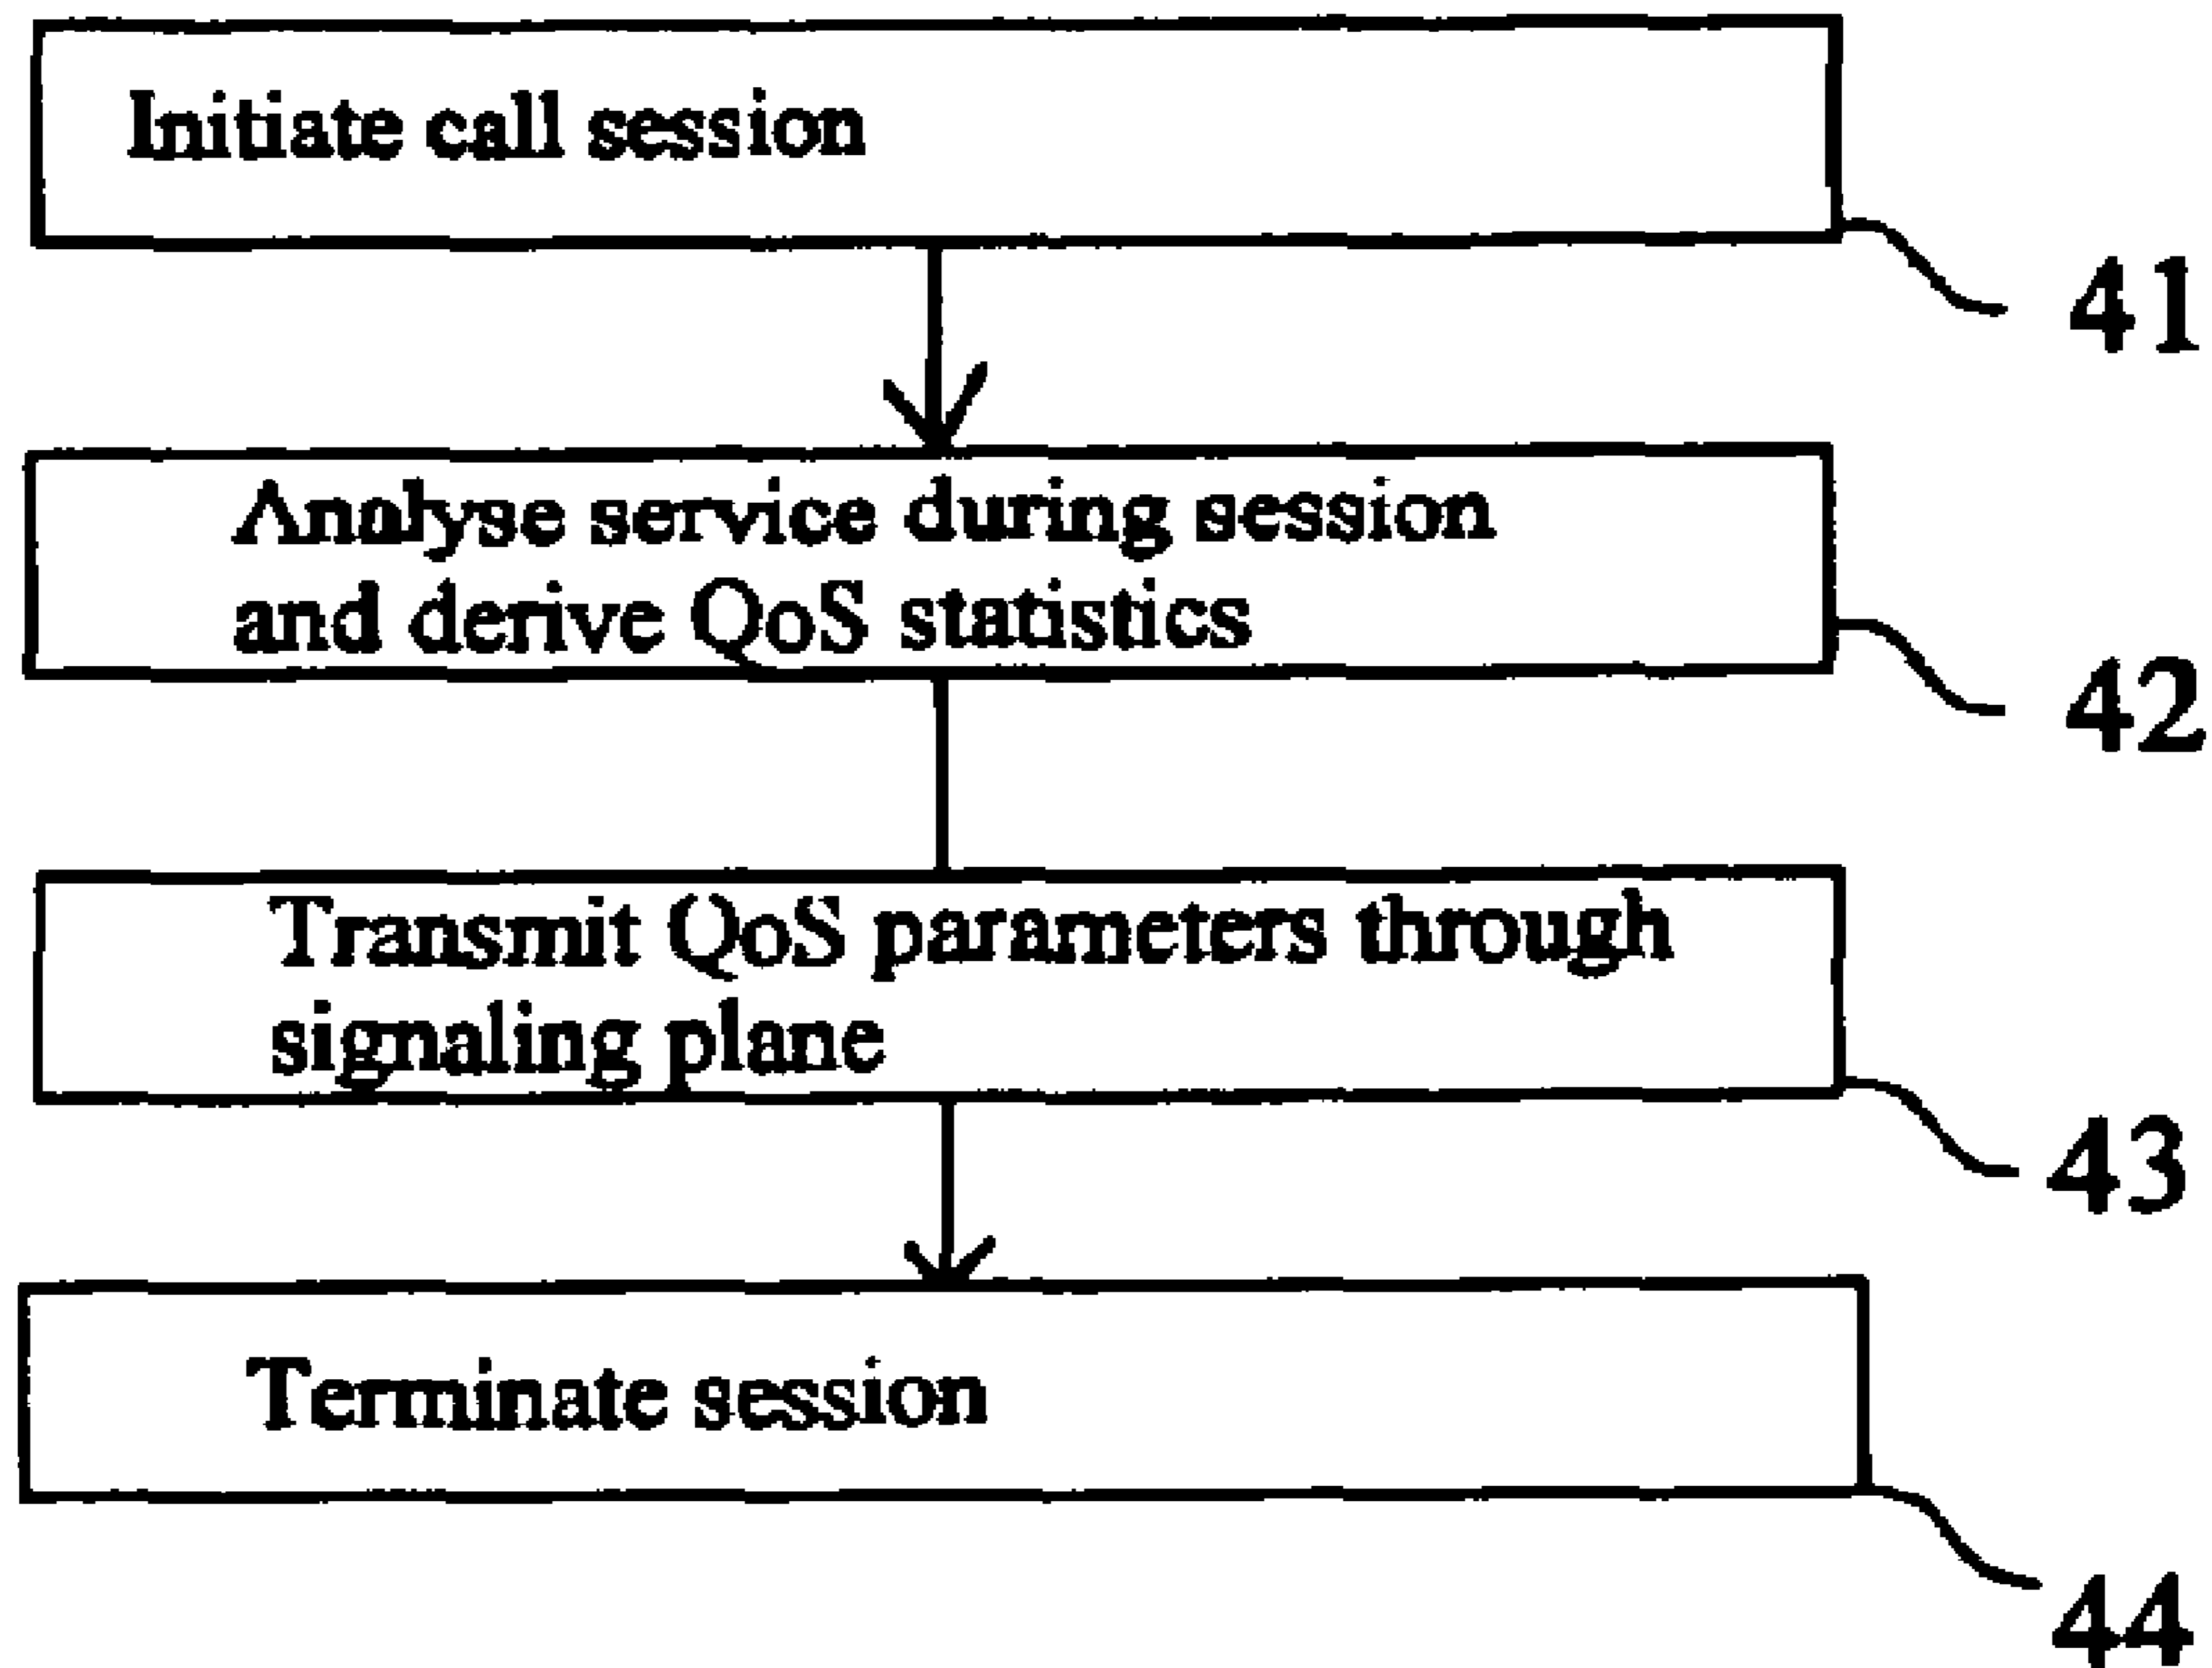 Initiate call session
41
Analyse service during session
and derive QoS statistics
42
Transmit QoS parameters through
signaling plane
43
Terminate session
44